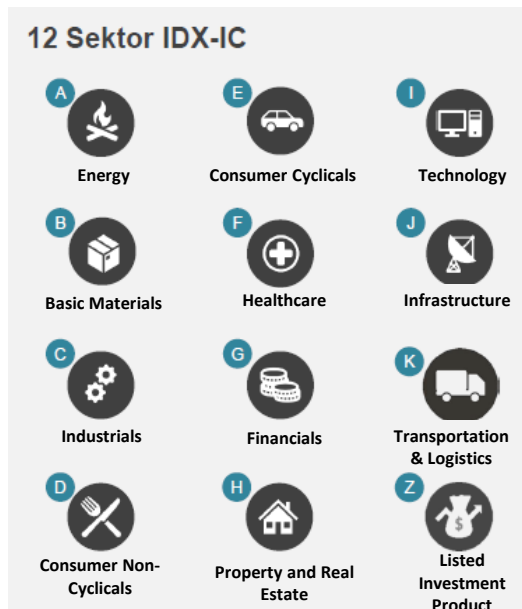 12 Sektor IDX-IC
A
Energy
E
Consumer Cyclicals
I
Technology
B
Basic Materials
F
Healthcare
J
Infrastructure
C
Industrials
G
Financials
K
Transportation
& Logistics
D
Consumer Non-
Cyclicals
H
Property and Real
Estate
Z
$
Listed
Investment
Product